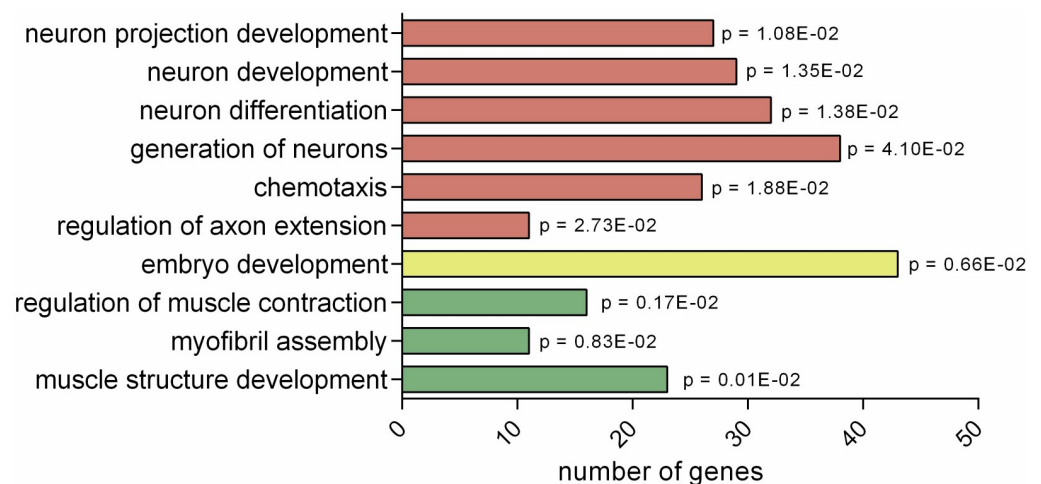 neuron projection development p = 1.08E-02
neuron development p = 1.35E-02
neuron differentiation p = 1.38E-02
generation of neurons p = 4.10E-02
chemotaxis p = 1.88E-02
regulation of axon extension p = 2.73E-02
embryo development p = 0.66E-02
regulation of muscle contraction p = 0.17E-02
myofibril assembly p = 0.83E-02
muscle structure development p = 0.01E-02
0 10 20 30 40 50
number of genes